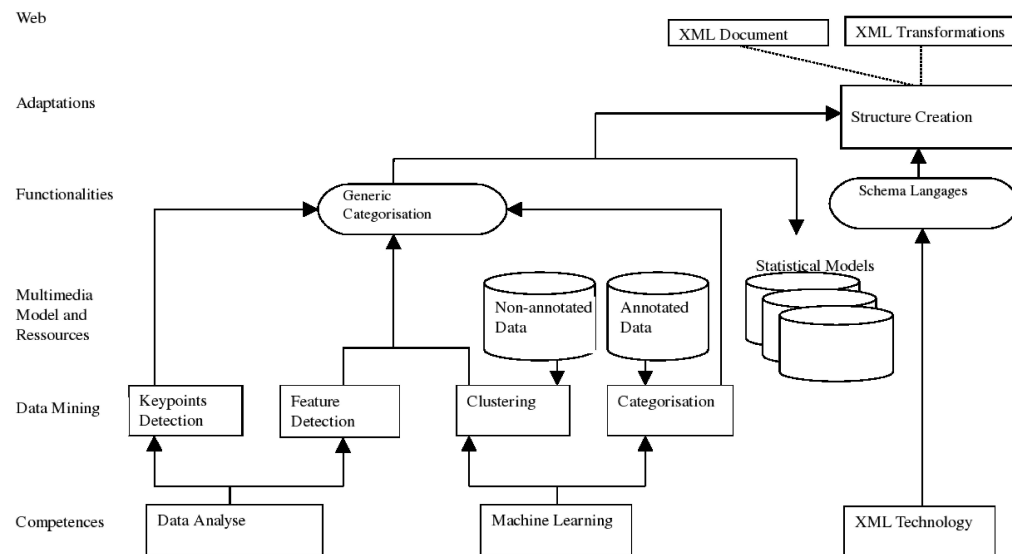 Web
XML Document
XML Transformations
Adaptations
Structure Creation
Functionalities
Generic
Categorisation
Schema Langages
Multimedia
Model and
Ressources
Non-annotated
Data
Annotated
Data
Statistical Models
Data Mining
Keypoints
Detection
Feature
Detection
Clustering
Categorisation
Competences
Data Analyse
Machine Learning
XML Technology